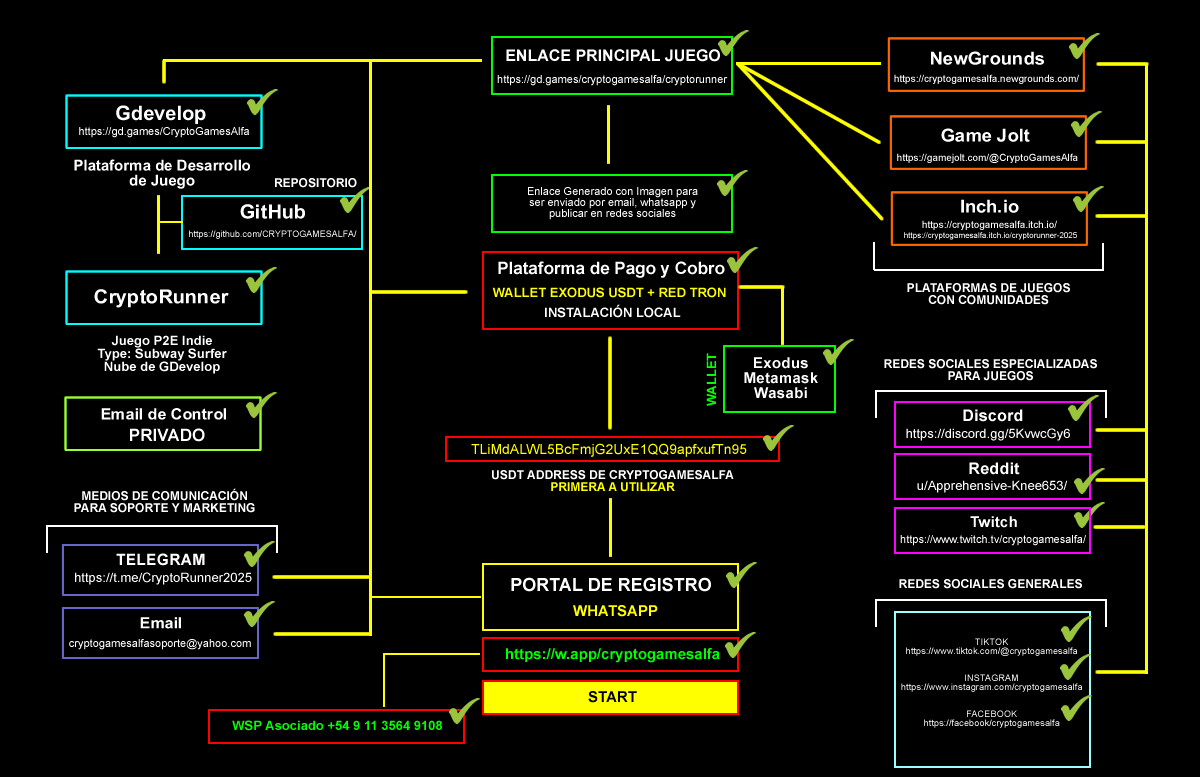 ENLACE PRINCIPAL JUEGO
https://gd.games/cryptogamesalfa/cryptorunner
Gdevelop
https://gd.games/CryptoGamesAlfa
Plataforma de Desarrollo
de Juego
REPOSITORIO
GitHub
https://github.com/CRYPTOGAMESALFA/
CryptoRunner
Juego P2E Indie
Type: Subway Surfer
Nube de GDevelop
Email de Control
PRIVADO
MEDIOS DE COMUNICACIÓN
PARA SOPORTE Y MARKETING
TELEGRAM
https://t.me/CryptoRunner2025
Email
cryptogamesalfasoporte@yahoo.com
Enlace Generado con Imagen para
ser enviado por email, whatsapp y
publicar en redes sociales
Plataforma de Pago y Cobro
WALLET EXODUS USDT + RED TRON
INSTALACIÓN LOCAL
WALLET
Exodus
Metamask
Wasabi
TLiMdALWL5BcFmjG2UxE1QQ9apfxufTn95
USDT ADDRESS DE CRYPTOGAMESALFA
PRIMERA A UTILIZAR
PORTAL DE REGISTRO
WHATSAPP
https://w.app/cryptogamesalfa
START
WSP Asociado +54 9 11 3564 9108
NewGrounds
https://cryptogamesalfa.newgrounds.com/
Game Jolt
https://gamejolt.com/@CryptoGamesAlfa
Inch.io
https://cryptogamesalfa.itch.io/
https://cryptogamesalfa.itch.io/cryptorunner-2025
PLATAFORMAS DE JUEGOS
CON COMUNIDADES
REDES SOCIALES ESPECIALIZADAS
PARA JUEGOS
Discord
https://discord.gg/5KvwcGy6
Reddit
u/Apprehensive-Knee653/
Twitch
https://www.twitch.tv/cryptogamesalfa/
REDES SOCIALES GENERALES
TIKTOK
https://www.tiktok.com/@cryptogamesalfa
INSTAGRAM
https://www.instagram.com/cryptogamesalfa
FACEBOOK
https://facebook/cryptogamesalfa